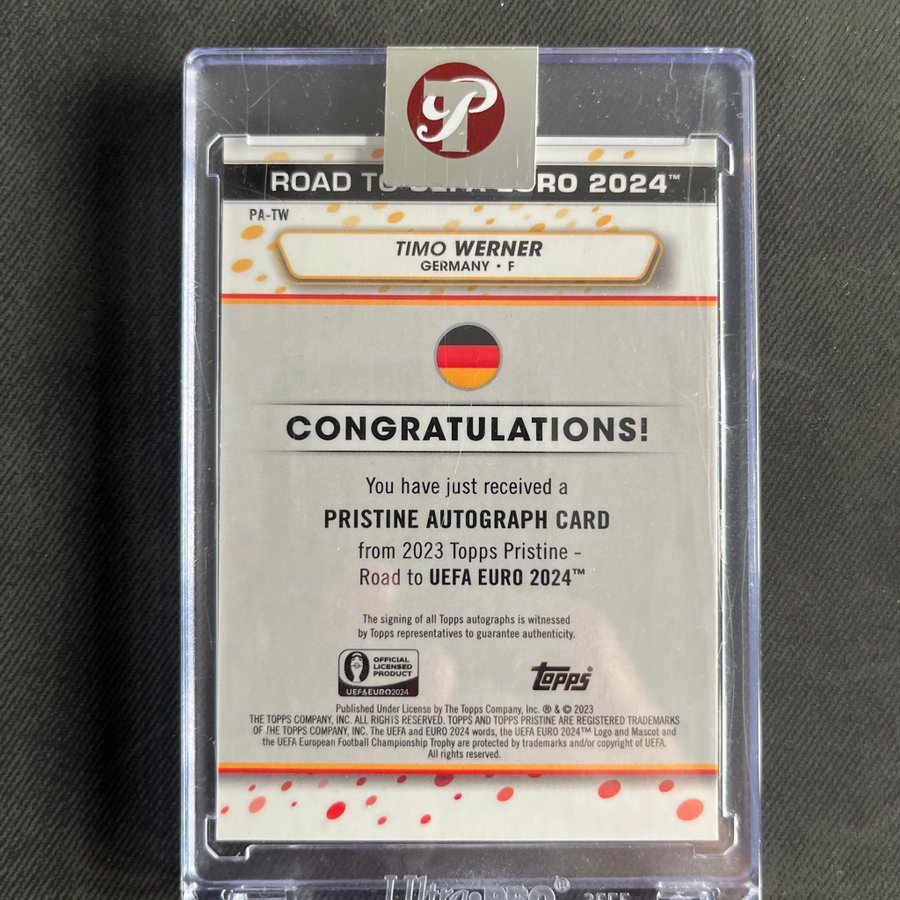 ROAD TO UEFA EURO 2024™
PA-TW
TIMO WERNER
GERMANY • F
CONGRATULATIONS!
You have just received a
PRISTINE AUTOGRAPH CARD
from 2023 Topps Pristine -
Road to UEFA EURO 2024™
The signing of all Topps autographs is witnessed
by Topps representatives to guarantee authenticity.
OFFICIAL
LICENSED
PRODUCT
UEFA EURO2024
Topps
Published Under License by The Topps Company, Inc. ® & © 2023
THE TOPPS COMPANY, INC. ALL RIGHTS RESERVED. TOPPS AND TOPPS PRISTINE ARE REGISTERED TRADEMARKS
OF THE TOPPS COMPANY, INC. The UEFA and EURO 2024 words, the UEFA EURO 2024™ Logo and Mascot and
the UEFA European Football Championship Trophy are protected by trademarks and/or copyright of UEFA.
All rights reserved.
Ultra PRO®